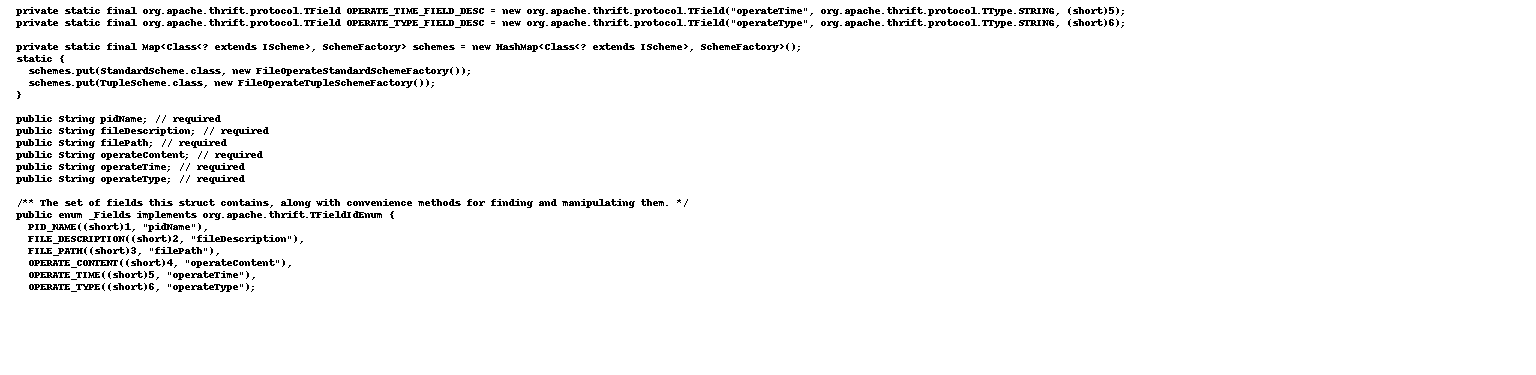 private static final org.apache.thrift.protocol.TField OPERATE_TIME_FIELD_DESC = new org.apache.thrift.protocol.TField("operateTime", org.apache.thrift.protocol.TType.STRING, (short)5);
private static final org.apache.thrift.protocol.TField OPERATE_TYPE_FIELD_DESC = new org.apache.thrift.protocol.TField("operateType", org.apache.thrift.protocol.TType.STRING, (short)6);
private static final Map<Class<? extends IScheme>, SchemeFactory> schemes = new HashMap<Class<? extends IScheme>, SchemeFactory>();
static {
schemes.put(StandardScheme.class, new FileOperateStandardSchemeFactory());
schemes.put(TupleScheme.class, new FileOperateTupleSchemeFactory());
}
public String pidName; // required
public String fileDescription; // required
public String filePath; // required
public String operateContent; // required
public String operateTime; // required
public String operateType; // required
/** The set of fields this struct contains, along with convenience methods for finding and manipulating them. */
public enum _Fields implements org.apache.thrift.TFieldIdEnum {
PID_NAME((short)1, "pidName"),
FILE_DESCRIPTION((short)2, "fileDescription"),
FILE_PATH((short)3, "filePath"),
OPERATE_CONTENT((short)4, "operateContent"),
OPERATE_TIME((short)5, "operateTime"),
OPERATE_TYPE((short)6, "operateType");